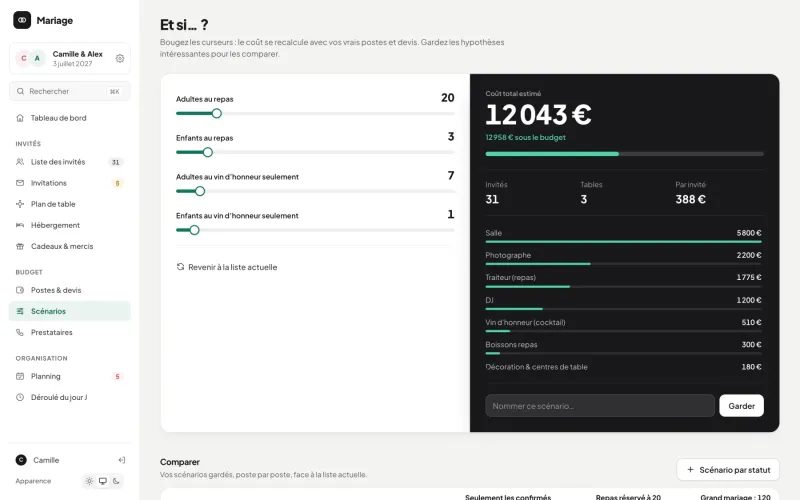 Mariage
C A Camille & Alex
3 juillet 2027
Rechercher ⌘K
Tableau de bord
INVITÉS
Liste des invités 31
Invitations 5
Plan de table
Hébergement
Cadeaux & mercis
BUDGET
Postes & devis
Scénarios
Prestataires
ORGANISATION
Planning 5
Déroulé du jour J
C Camille
Apparence
Et si… ?
Bougez les curseurs : le coût se recalcule avec vos vrais postes et devis. Gardez les hypothèses
intéressantes pour les comparer.
Adultes au repas 20
Enfants au repas 3
Adultes au vin d'honneur seulement 7
Enfants au vin d'honneur seulement 1
Revenir à la liste actuelle
Coût total estimé
12 043 €
12 958 € sous le budget
Invités Tables Par invité
31 3 388 €
Salle 5 800 €
Photographe 2 200 €
Traiteur (repas) 1 775 €
DJ 1 200 €
Vin d'honneur (cocktail) 510 €
Boissons repas 300 €
Décoration & centres de table 180 €
Nommer ce scénario… Garder
Comparer
Vos scénarios gardés, poste par poste, face à la liste actuelle.
+ Scénario par statut
Seulement les confirmés Repas réservé à 20 Grand mariage : 120